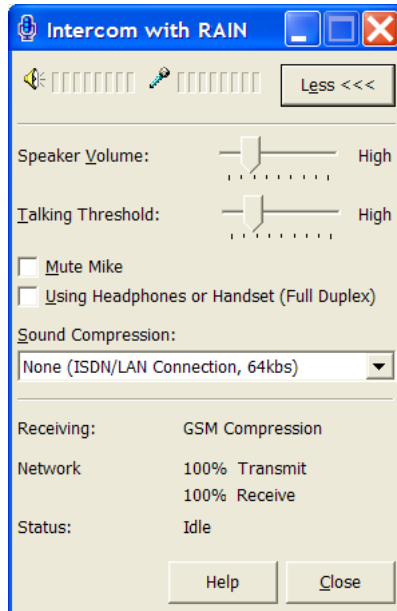 Intercom with RAIN
Less <<<
Speaker Volume: High
Talking Threshold: High
Mute Mike
Using Headphones or Handset (Full Duplex)
Sound Compression:
None (ISDN/LAN Connection, 64kbs)
Receiving: GSM Compression
Network 100% Transmit
100% Receive
Status: Idle
Help Close